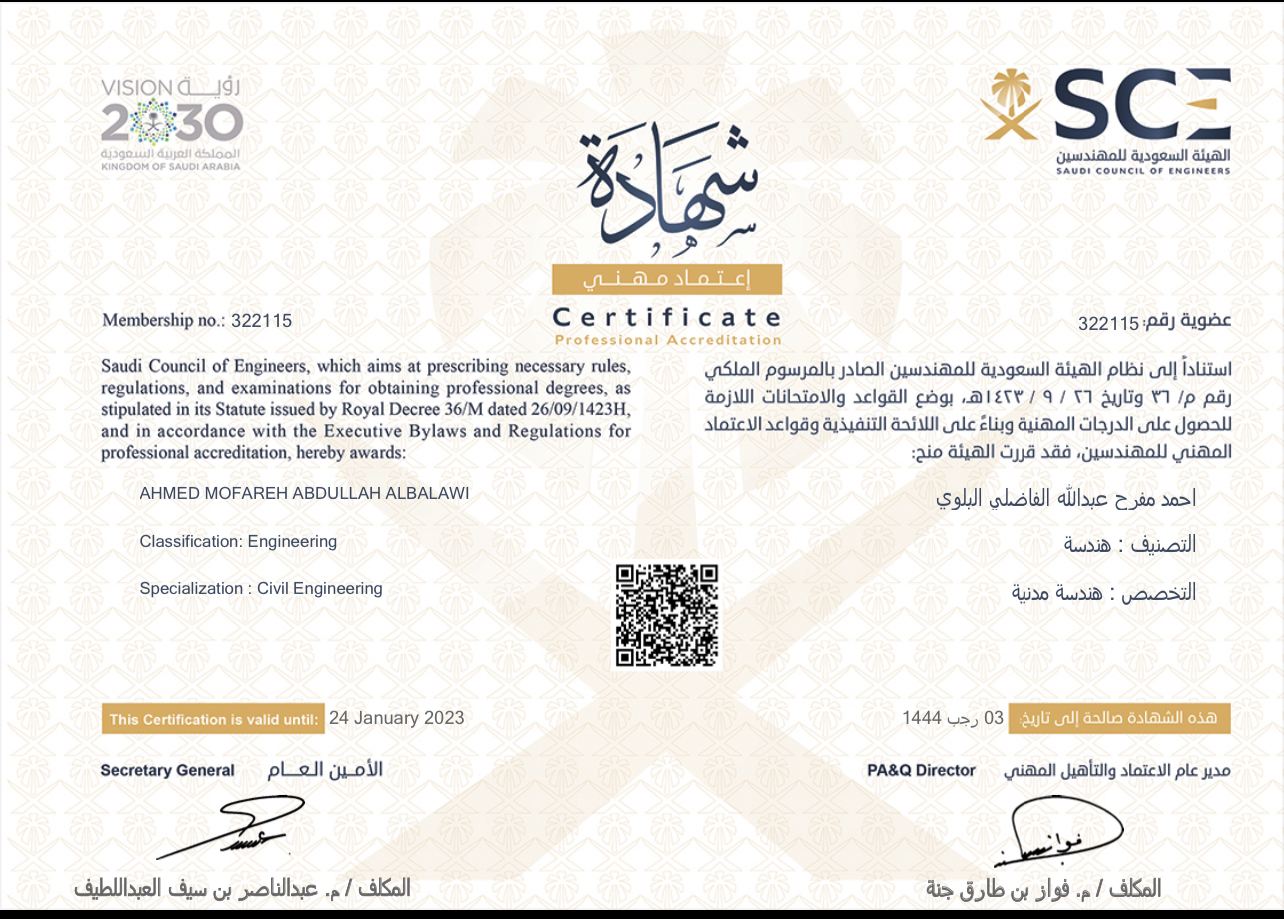 VISION رؤيـــة
2030
المملكة العربية السعودية
KINGDOM OF SAUDI ARABIA
SCE
الهيئة السعودية للمهندسين
SAUDI COUNCIL OF ENGINEERS
شهادة
إعـتـمـاد مـهـنـي
Certificate
Professional Accreditation
Membership no.: 322115
عضوية رقم: 322115
Saudi Council of Engineers, which aims at prescribing necessary rules,
regulations, and examinations for obtaining professional degrees, as
stipulated in its Statute issued by Royal Decree 36/M dated 26/09/1423H,
and in accordance with the Executive Bylaws and Regulations for
professional accreditation, hereby awards:
استناداً إلى نظام الهيئة السعودية للمهندسين الصادر بالمرسوم الملكي
رقم م/ ٣٦ وتاريخ ٢٦ / ٩ / ١٤٢٣هـ، بوضع القواعد والامتحانات اللازمة
للحصول على الدرجات المهنية وبناءً على اللائحة التنفيذية وقواعد الاعتماد
المهني للمهندسين، فقد قررت الهيئة منح:
AHMED MOFAREH ABDULLAH ALBALAWI
احمد مفرح عبدالله الفاضلي البلوي
Classification: Engineering
التصنيف : هندسة
Specialization : Civil Engineering
التخصص : هندسة مدنية
This Certification is valid until: 24 January 2023
هذه الشهادة صالحة إلى تاريخ: 03 رجب 1444
Secretary General الأمـين العـــام
PA&Q Director مدير عام الاعتماد والتأهيل المهني
المكلف / م. عبدالناصر بن سيف العبداللطيف
المكلف / م. فواز بن طارق جنة